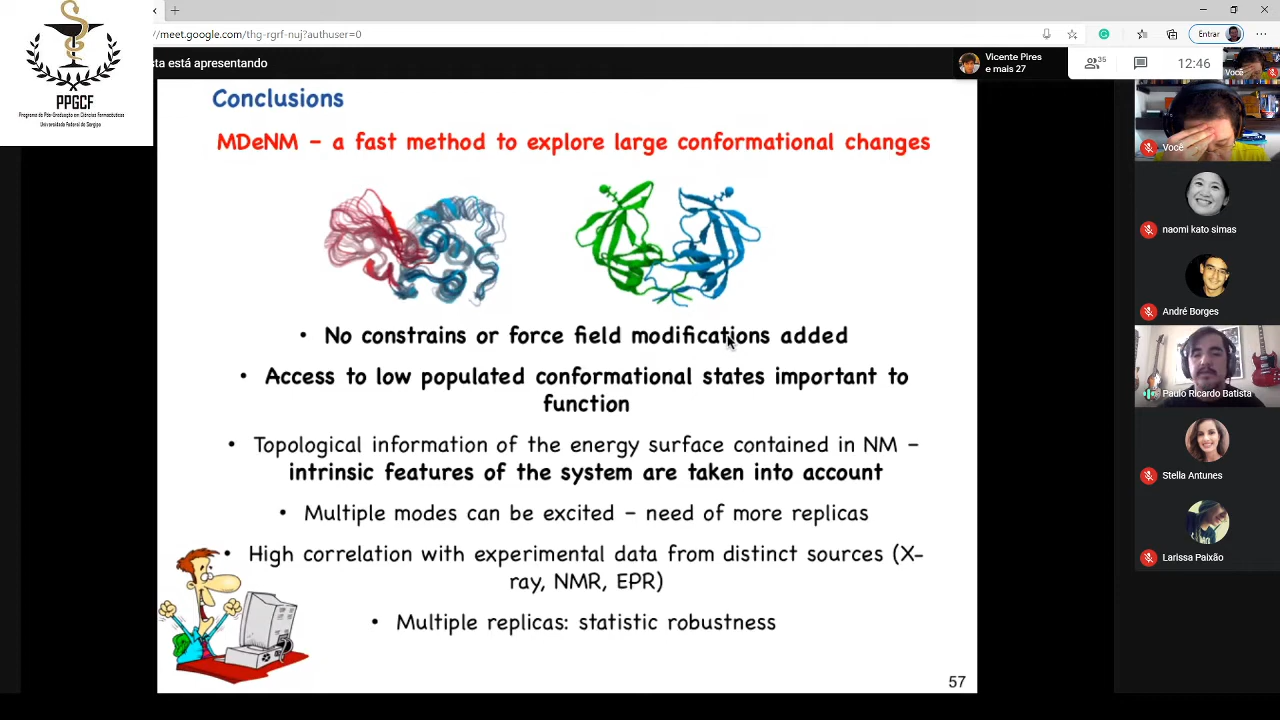 PPGCF
Programa de Pós-Graduação em Ciências Farmacêuticas
Universidade Federal de Sergipe
/meet.google.com/thg-rgrf-nuj?authuser=0
Entrar
sta está apresentando
Vicente Pires
e mais 27
35
12:46
Você
Conclusions
MDeNM – a fast method to explore large conformational changes
• No constrains or force field modifications added
• Access to low populated conformational states important to
function
• Topological information of the energy surface contained in NM –
intrinsic features of the system are taken into account
• Multiple modes can be excited – need of more replicas
• High correlation with experimental data from distinct sources (X-
ray, NMR, EPR)
• Multiple replicas: statistic robustness
57
Você
naomi kato simas
André Borges
Paulo Ricardo Batista
Stella Antunes
Larissa Paixão